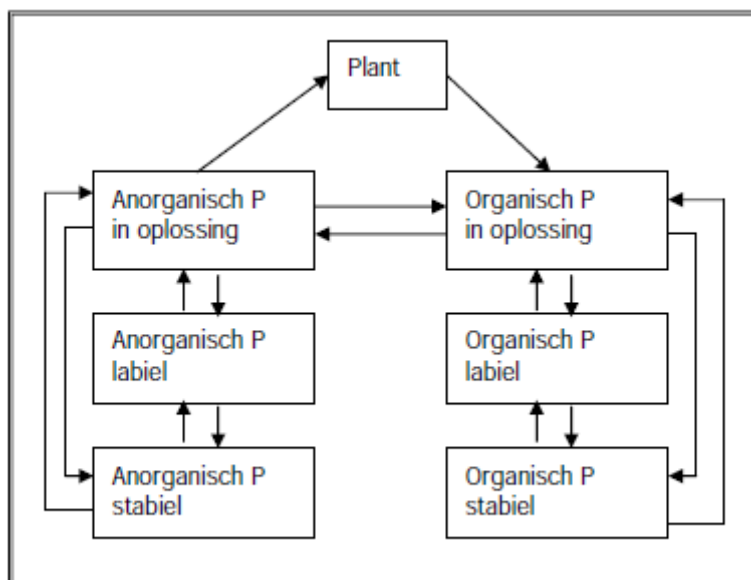 Plant
Anorganisch P
in oplossing
Organisch P
in oplossing
Anorganisch P
labiel
Organisch P
labiel
Anorganisch P
stabiel
Organisch P
stabiel